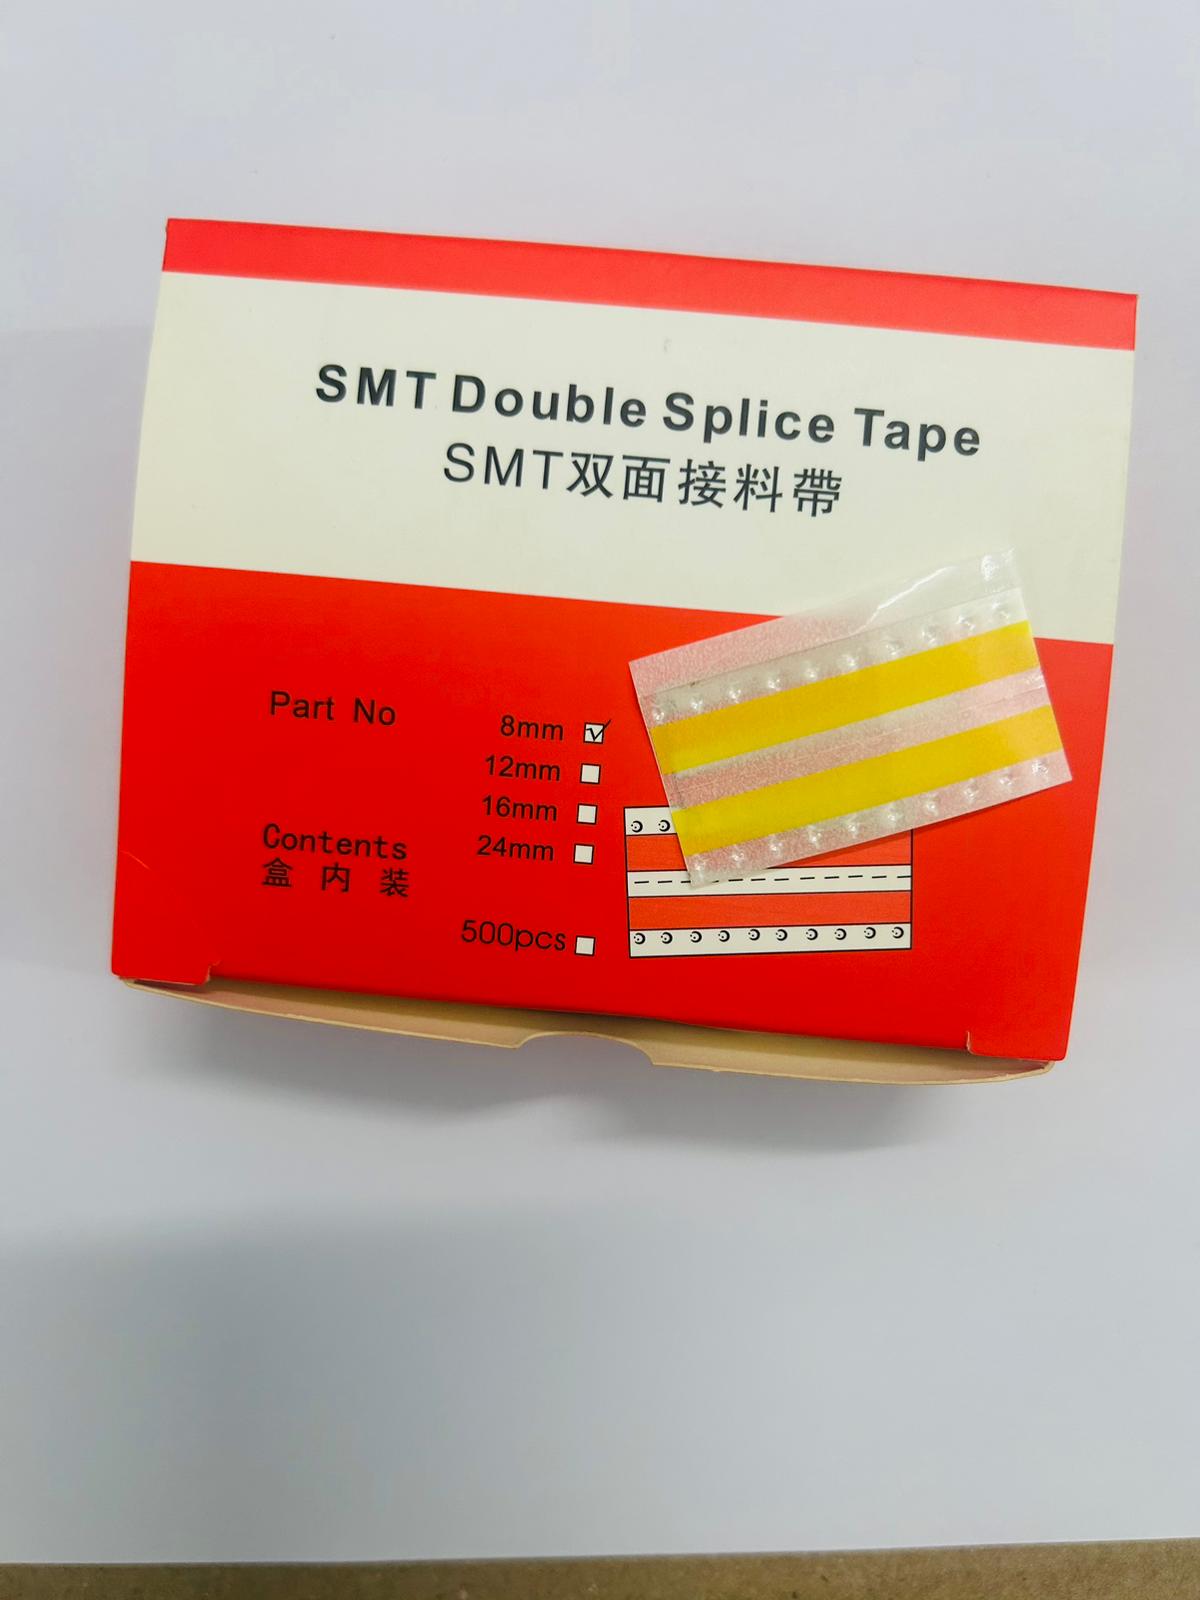 SMT Double Splice Tape
SMT双面接料帶
Part No
8mm
12mm
16mm
24mm
Contents
盒内装
500pcs